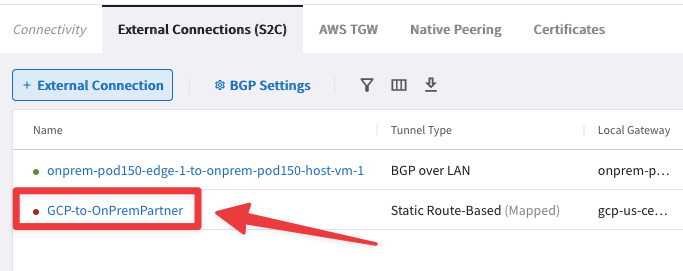 Connectivity External Connections (S2C) AWS TGW Native Peering Certificates
+ External Connection BGP Settings
Name Tunnel Type Local Gateway
onprem-pod150-edge-1-to-onprem-pod150-host-vm-1 BGP over LAN onprem-p...
GCP-to-OnPremPartner Static Route-Based (Mapped) gcp-us-ce...